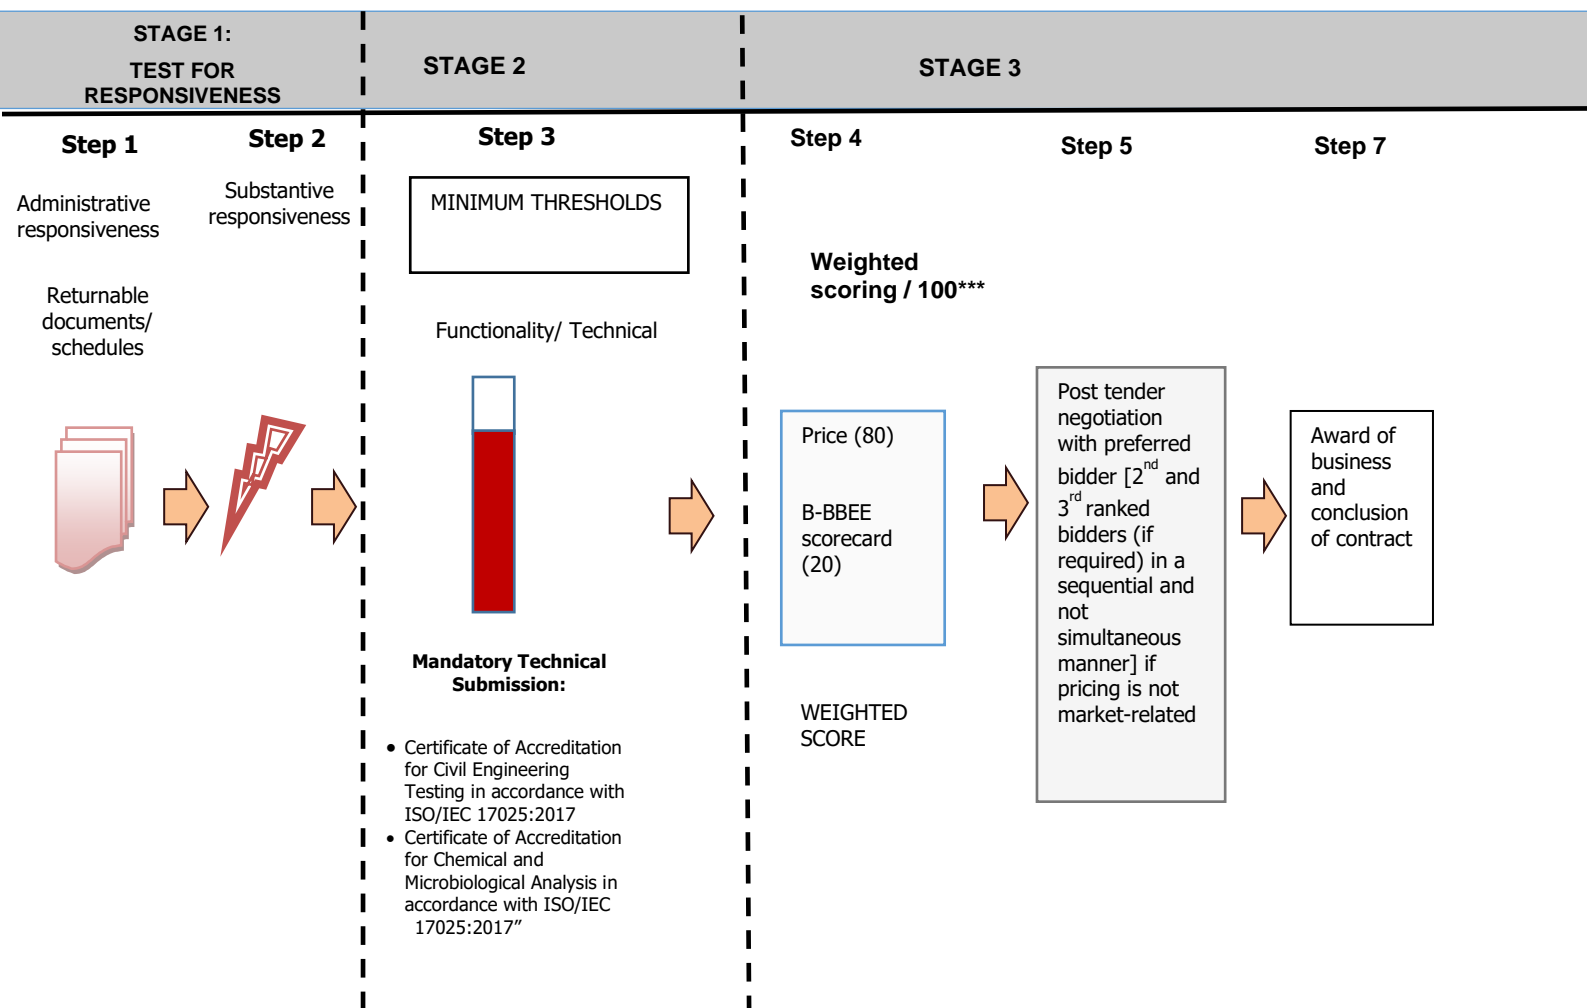 STAGE 1:
TEST FOR
RESPONSIVENESS
STAGE 2
STAGE 3
Step 1
Administrative
responsiveness
Returnable
documents/
schedules
Step 2
Substantive
responsiveness
Step 3
MINIMUM THRESHOLDS
Functionality/ Technical
Mandatory Technical
Submission:
• Certificate of Accreditation
for Civil Engineering
Testing in accordance with
ISO/IEC 17025:2017
• Certificate of Accreditation
for Chemical and
Microbiological Analysis in
accordance with ISO/IEC
17025:2017”
Step 4
Weighted
scoring / 100***
Price (80)
B-BBEE
scorecard
(20)
WEIGHTED
SCORE
Step 5
Post tender
negotiation
with preferred
bidder [2nd and
3rd ranked
bidders (if
required) in a
sequential and
not
simultaneous
manner] if
pricing is not
market-related
Step 7
Award of
business
and
conclusion
of contract